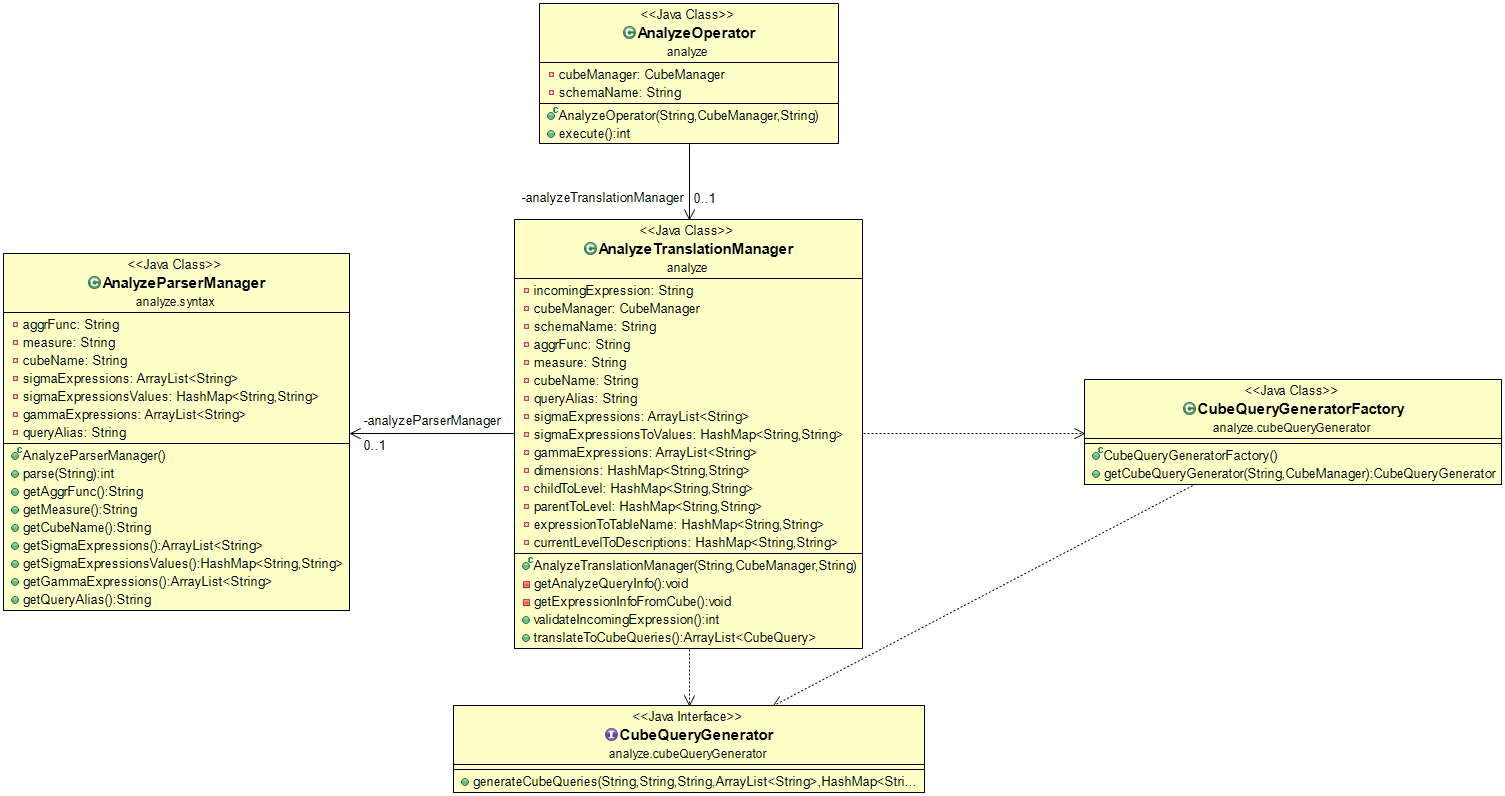 <<Java Class>>
AnalyzeOperator
analyze
cubeManager: CubeManager
schemaName: String
AnalyzeOperator(String,CubeManager,String)
execute():int
-analyzeTranslationManager
0..1
<<Java Class>>
AnalyzeTranslationManager
analyze
incomingExpression: String
cubeManager: CubeManager
schemaName: String
aggrFunc: String
measure: String
cubeName: String
queryAlias: String
sigmaExpressions: ArrayList<String>
sigmaExpressionsToValues: HashMap<String,String>
gammaExpressions: ArrayList<String>
dimensions: HashMap<String,String>
childToLevel: HashMap<String,String>
parentToLevel: HashMap<String,String>
expressionToTableName: HashMap<String,String>
currentLevelToDescriptions: HashMap<String,String>
AnalyzeTranslationManager(String,CubeManager,String)
getAnalyzeQueryInfo():void
getExpressionInfoFromCube():void
validateIncomingExpression():int
translateToCubeQueries():ArrayList<CubeQuery>
<<Java Class>>
AnalyzeParserManager
analyze.syntax
aggrFunc: String
measure: String
cubeName: String
sigmaExpressions: ArrayList<String>
sigmaExpressionsValues: HashMap<String,String>
gammaExpressions: ArrayList<String>
queryAlias: String
AnalyzeParserManager()
parse(String):int
getAggrFunc():String
getMeasure():String
getCubeName():String
getSigmaExpressions():ArrayList<String>
getSigmaExpressionsValues():HashMap<String,String>
getGammaExpressions():ArrayList<String>
getQueryAlias():String
-analyzeParserManager
0..1
<<Java Class>>
CubeQueryGeneratorFactory
analyze.cubeQueryGenerator
CubeQueryGeneratorFactory()
getCubeQueryGenerator(String,CubeManager):CubeQueryGenerator
<<Java Interface>>
CubeQueryGenerator
analyze.cubeQueryGenerator
generateCubeQueries(String,String,String,ArrayList<String>,HashMap<Stri...